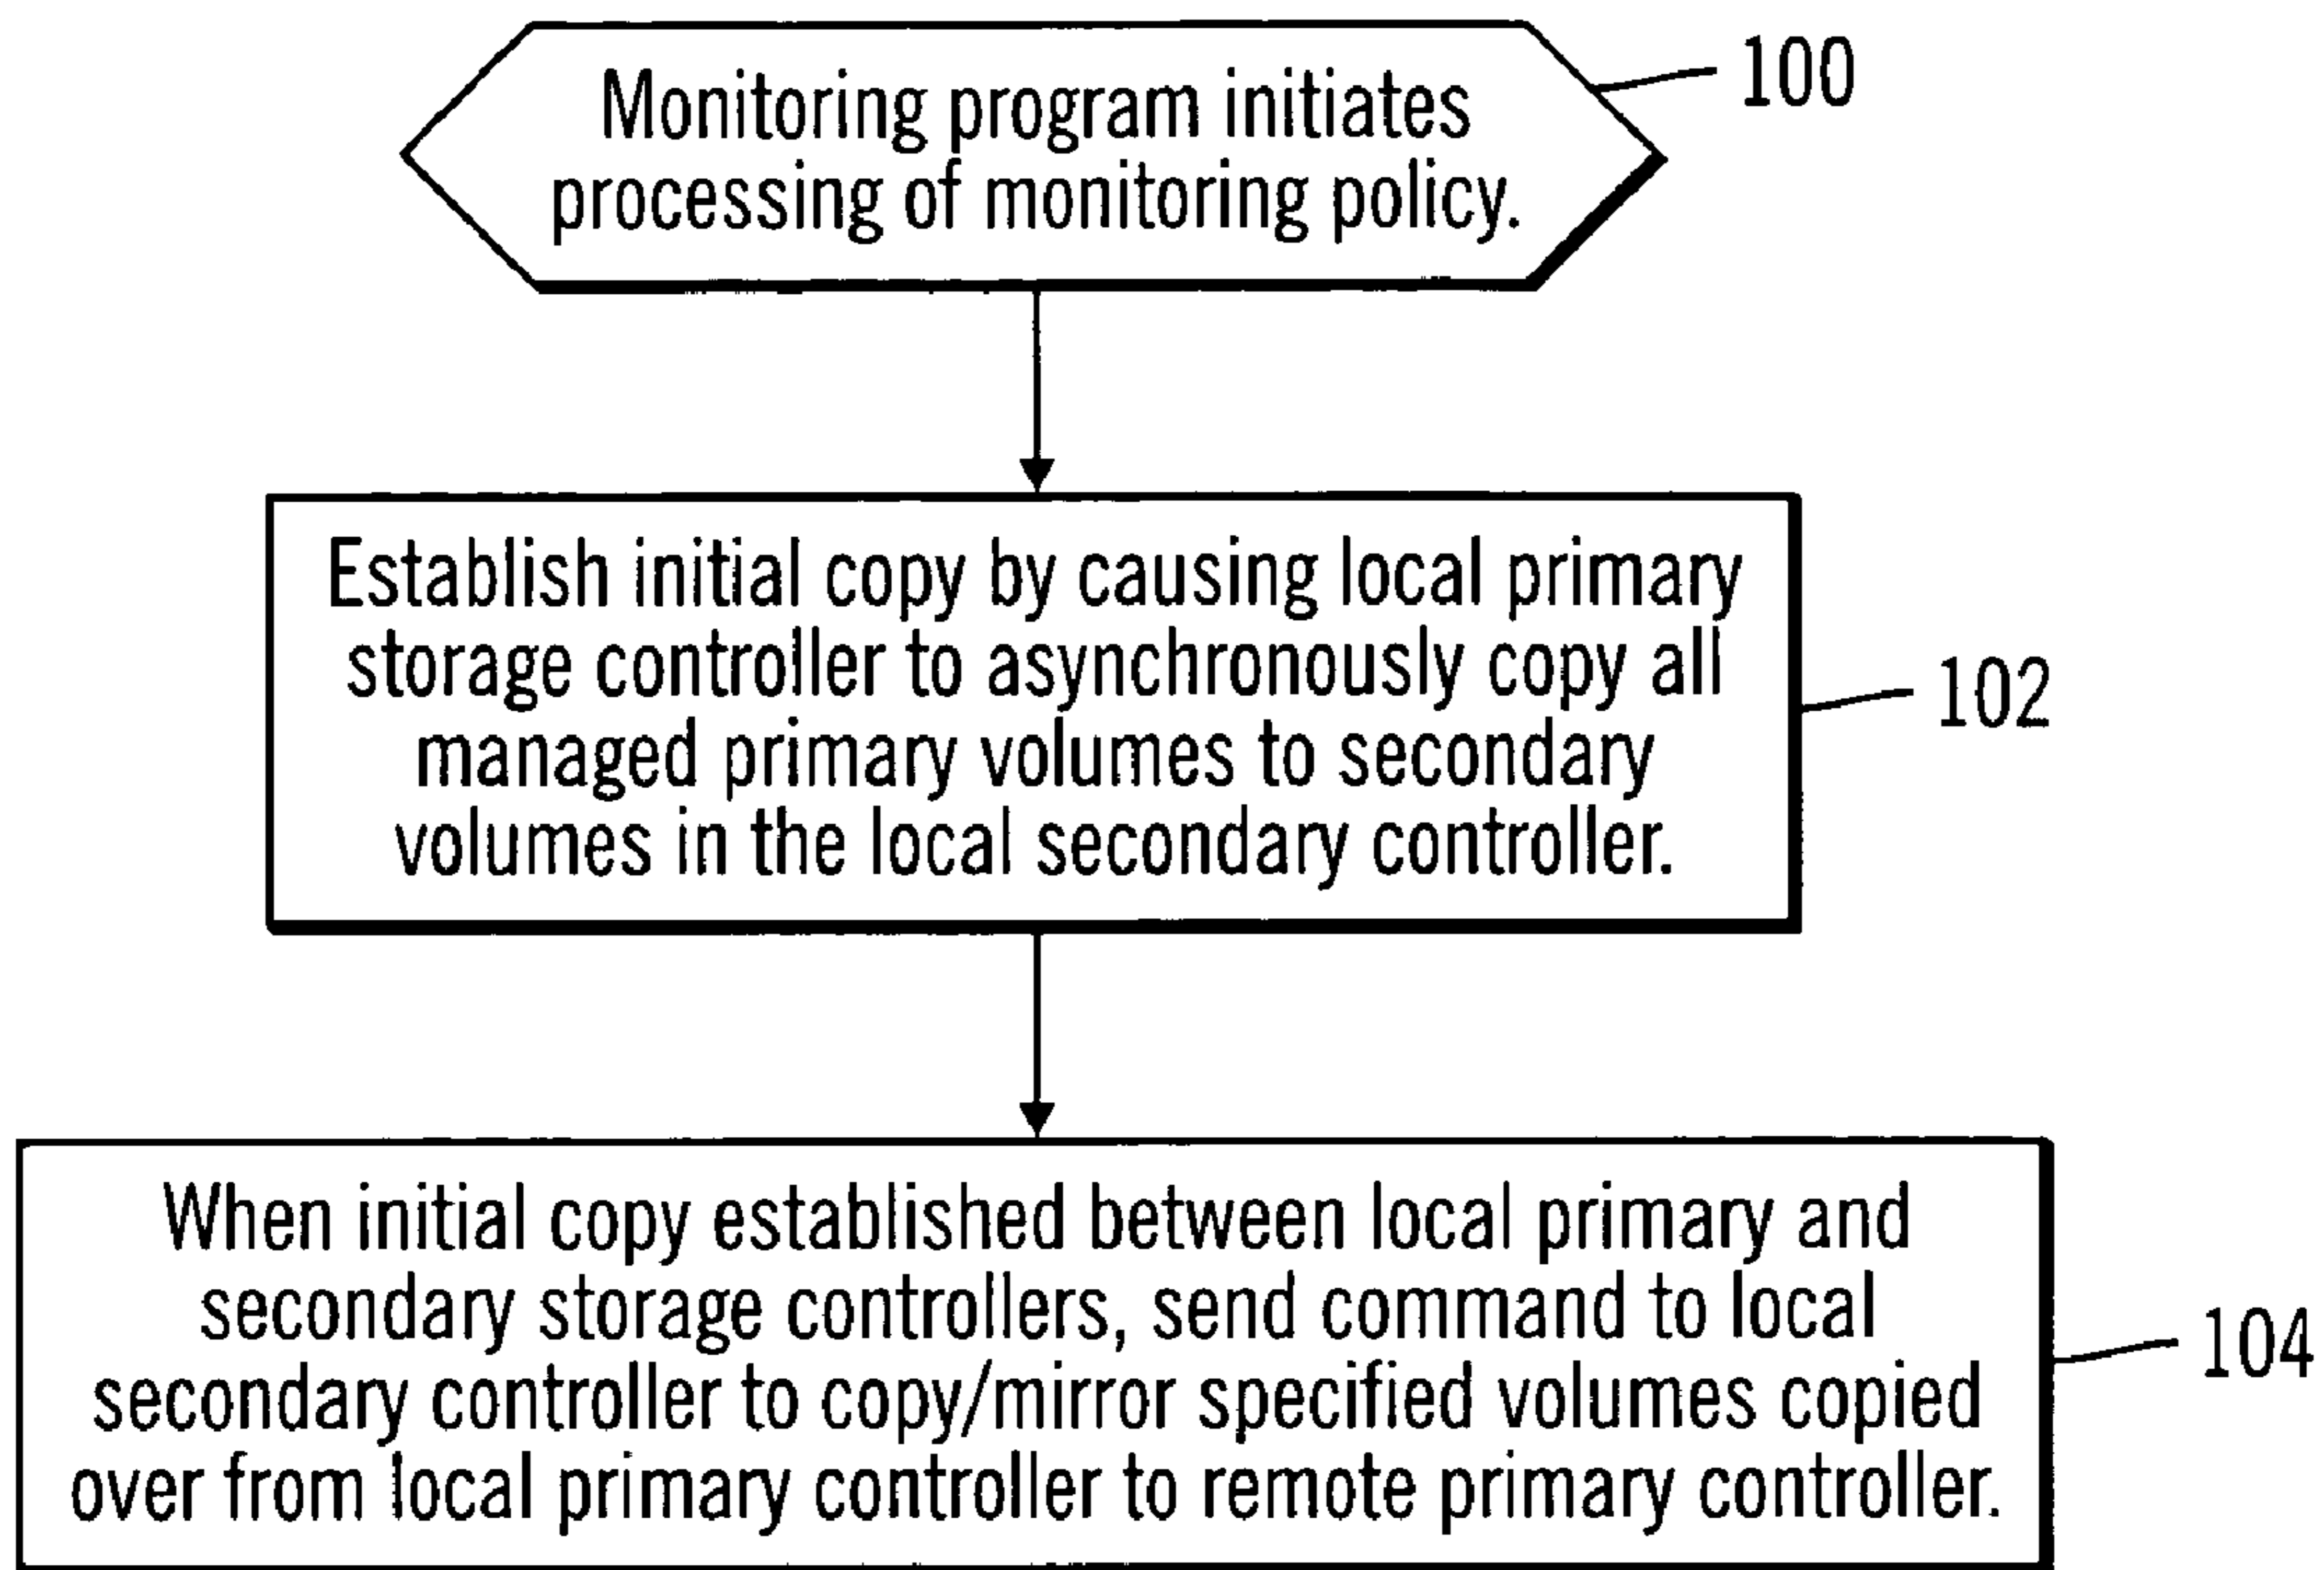 Monitoring program initiates
processing of monitoring policy.
100
Establish initial copy by causing local primary
storage controller to asynchronously copy all
managed primary volumes to secondary
volumes in the local secondary controller.
102
When initial copy established between local primary and
secondary storage controllers, send command to local
secondary controller to copy/mirror specified volumes copied
over from local primary controller to remote primary controller.
104